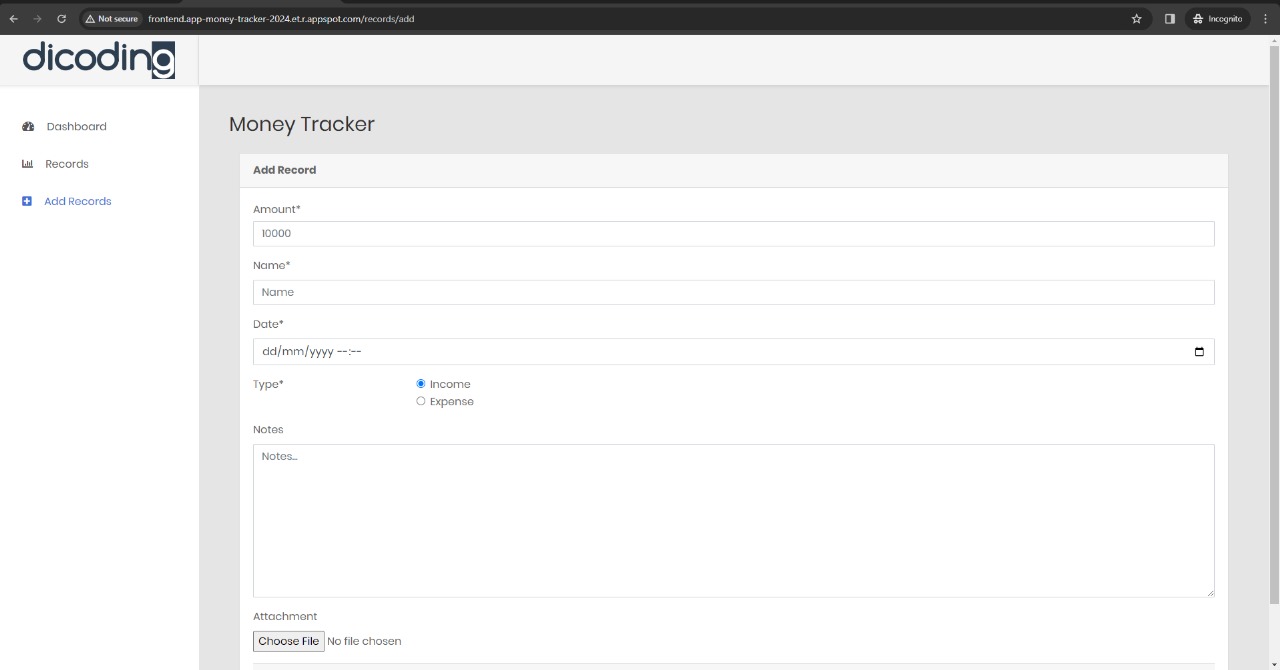 Not secure frontend.app-money-tracker-2024.et.r.appspot.com/records/add Incognito
dicoding
Dashboard
Records
Add Records
Money Tracker
Add Record
Amount*
10000
Name*
Name
Date*
dd/mm/yyyy --:--
Type*
Income
Expense
Notes
Notes...
Attachment
Choose File No file chosen